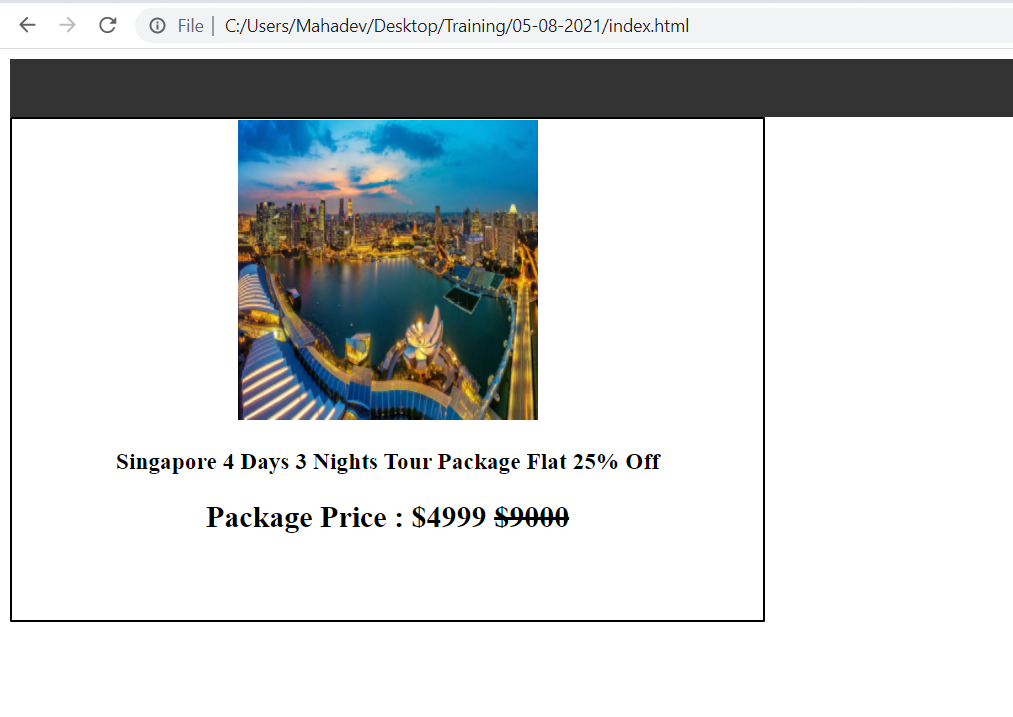 File | C:/Users/Mahadev/Desktop/Training/05-08-2021/index.html
Singapore 4 Days 3 Nights Tour Package Flat 25% Off
Package Price : $4999 $9000